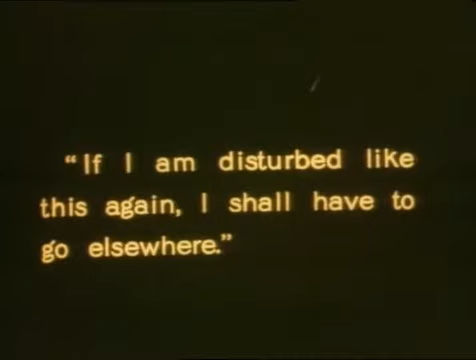 “If I am disturbed like
this again, I shall have to
go elsewhere.”